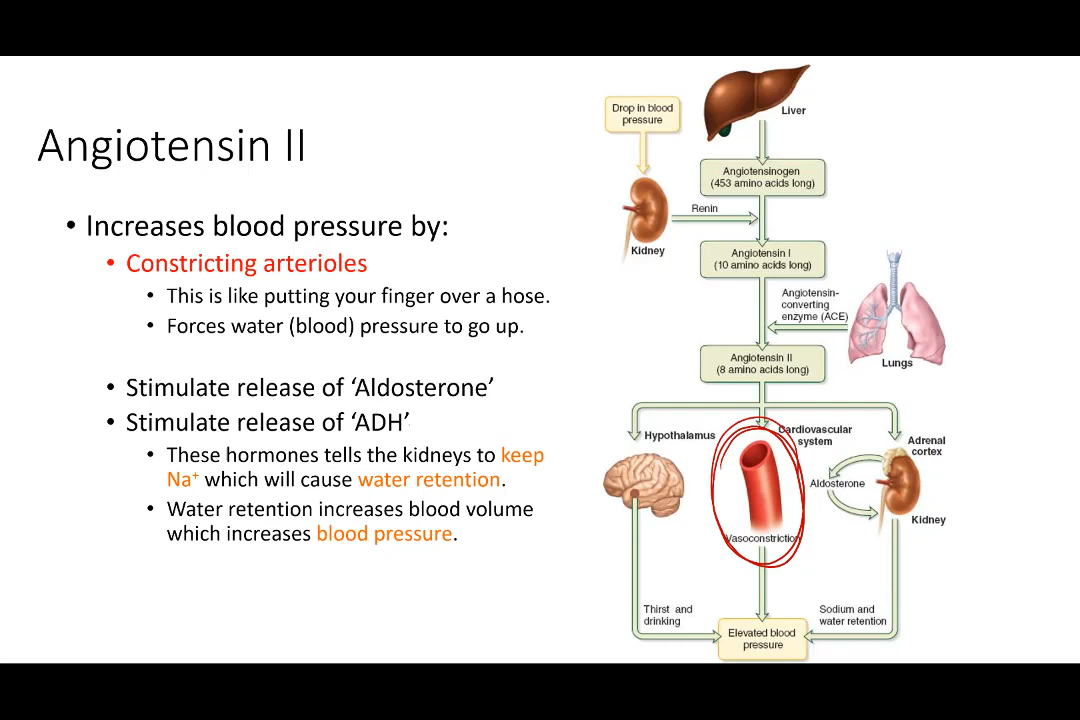 Angiotensin II
• Increases blood pressure by:
• Constricting arterioles
• This is like putting your finger over a hose.
• Forces water (blood) pressure to go up.
• Stimulate release of ‘Aldosterone’
• Stimulate release of ‘ADH’
• These hormones tells the kidneys to keep
Na⁺ which will cause water retention.
• Water retention increases blood volume
which increases blood pressure.
Drop in blood
pressure
Liver
Angiotensinogen
(453 amino acids long)
Renin
Kidney
Angiotensin I
(10 amino acids long)
Angiotensin-
converting
enzyme (ACE)
Lungs
Angiotensin II
(8 amino acids long)
Hypothalamus
Cardiovascular
system
Adrenal
cortex
Aldosterone
Kidney
Vasoconstriction
Thirst and
drinking
Sodium and
water retention
Elevated blood
pressure